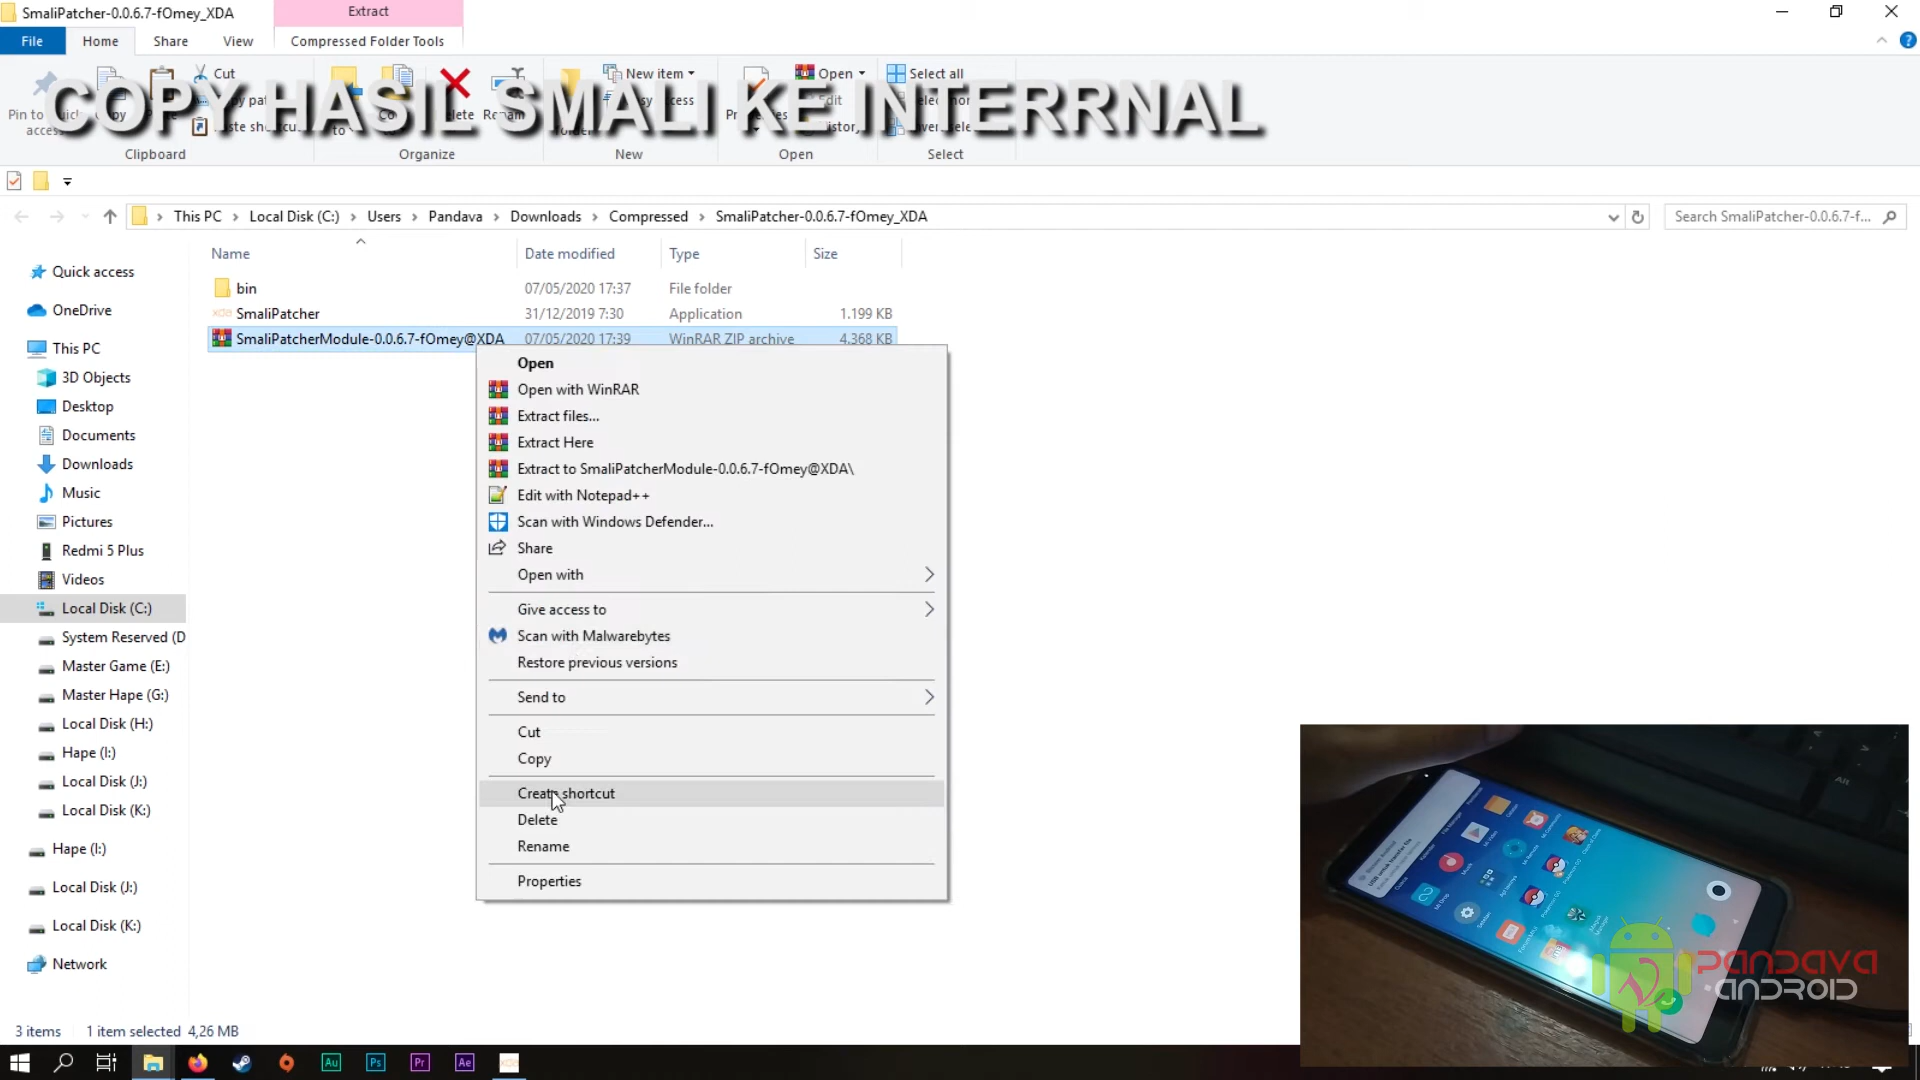 SmaliPatcher-0.0.6.7-fOmey_XDA
Extract
File
Home
Share
View
Compressed Folder Tools
Cut
New item
Open
Select all
COPY HASIL SMALI KE INTERRNAL
Clipboard
Organize
New
Open
Select
This PC
Local Disk (C:)
Users
Pandava
Downloads
Compressed
SmaliPatcher-0.0.6.7-fOmey_XDA
Search SmaliPatcher-0.0.6.7-f...
Name
Date modified
Type
Size
bin
07/05/2020 17:37
File folder
SmaliPatcher
31/12/2019 7:30
Application
1.199 KB
SmaliPatcherModule-0.0.6.7-fOmey@XDA
07/05/2020 17:39
WinRAR ZIP archive
4.368 KB
Quick access
OneDrive
This PC
3D Objects
Desktop
Documents
Downloads
Music
Pictures
Redmi 5 Plus
Videos
Local Disk (C:)
System Reserved (D
Master Game (E:)
Master Hape (G:)
Local Disk (H:)
Hape (I:)
Local Disk (J:)
Local Disk (K:)
Hape (I:)
Local Disk (J:)
Local Disk (K:)
Network
Open
Open with WinRAR
Extract files...
Extract Here
Extract to SmaliPatcherModule-0.0.6.7-fOmey@XDA\
Edit with Notepad++
Scan with Windows Defender...
Share
Open with
Give access to
Scan with Malwarebytes
Restore previous versions
Send to
Cut
Copy
Create shortcut
Delete
Rename
Properties
PANDAVA
ANDROID
3 items
1 item selected
4,26 MB
Au
Ps
Pr
Ae